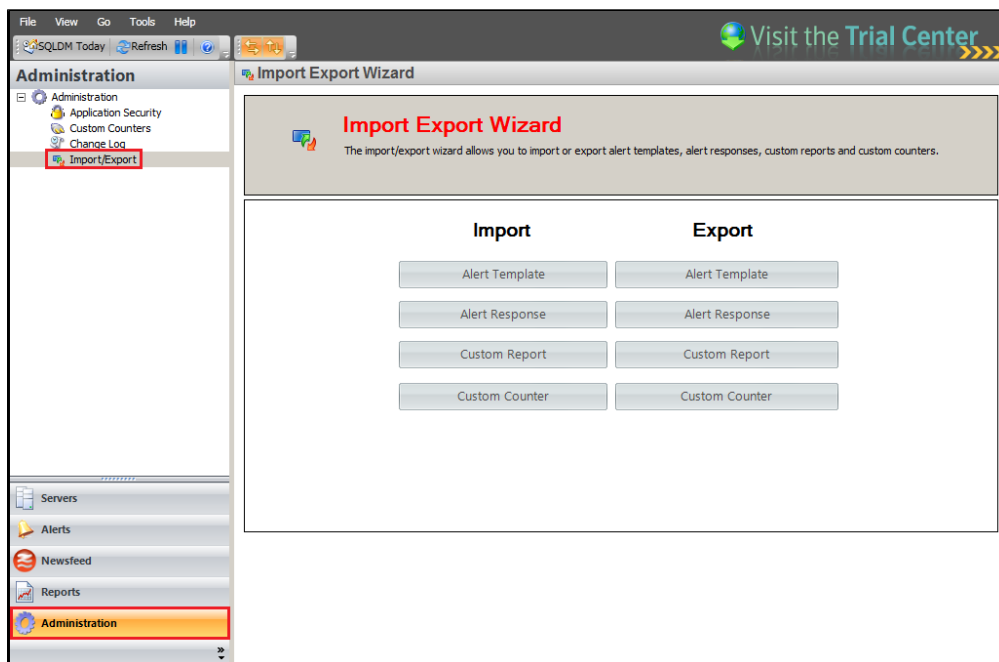 File View Go Tools Help
SQLDM Today Refresh
Visit the Trial Center
Administration
Import Export Wizard
Administration
Application Security
Custom Counters
Change Log
Import/Export
Import Export Wizard
The import/export wizard allows you to import or export alert templates, alert responses, custom reports and custom counters.
Import Export
Alert Template Alert Template
Alert Response Alert Response
Custom Report Custom Report
Custom Counter Custom Counter
Servers
Alerts
Newsfeed
Reports
Administration